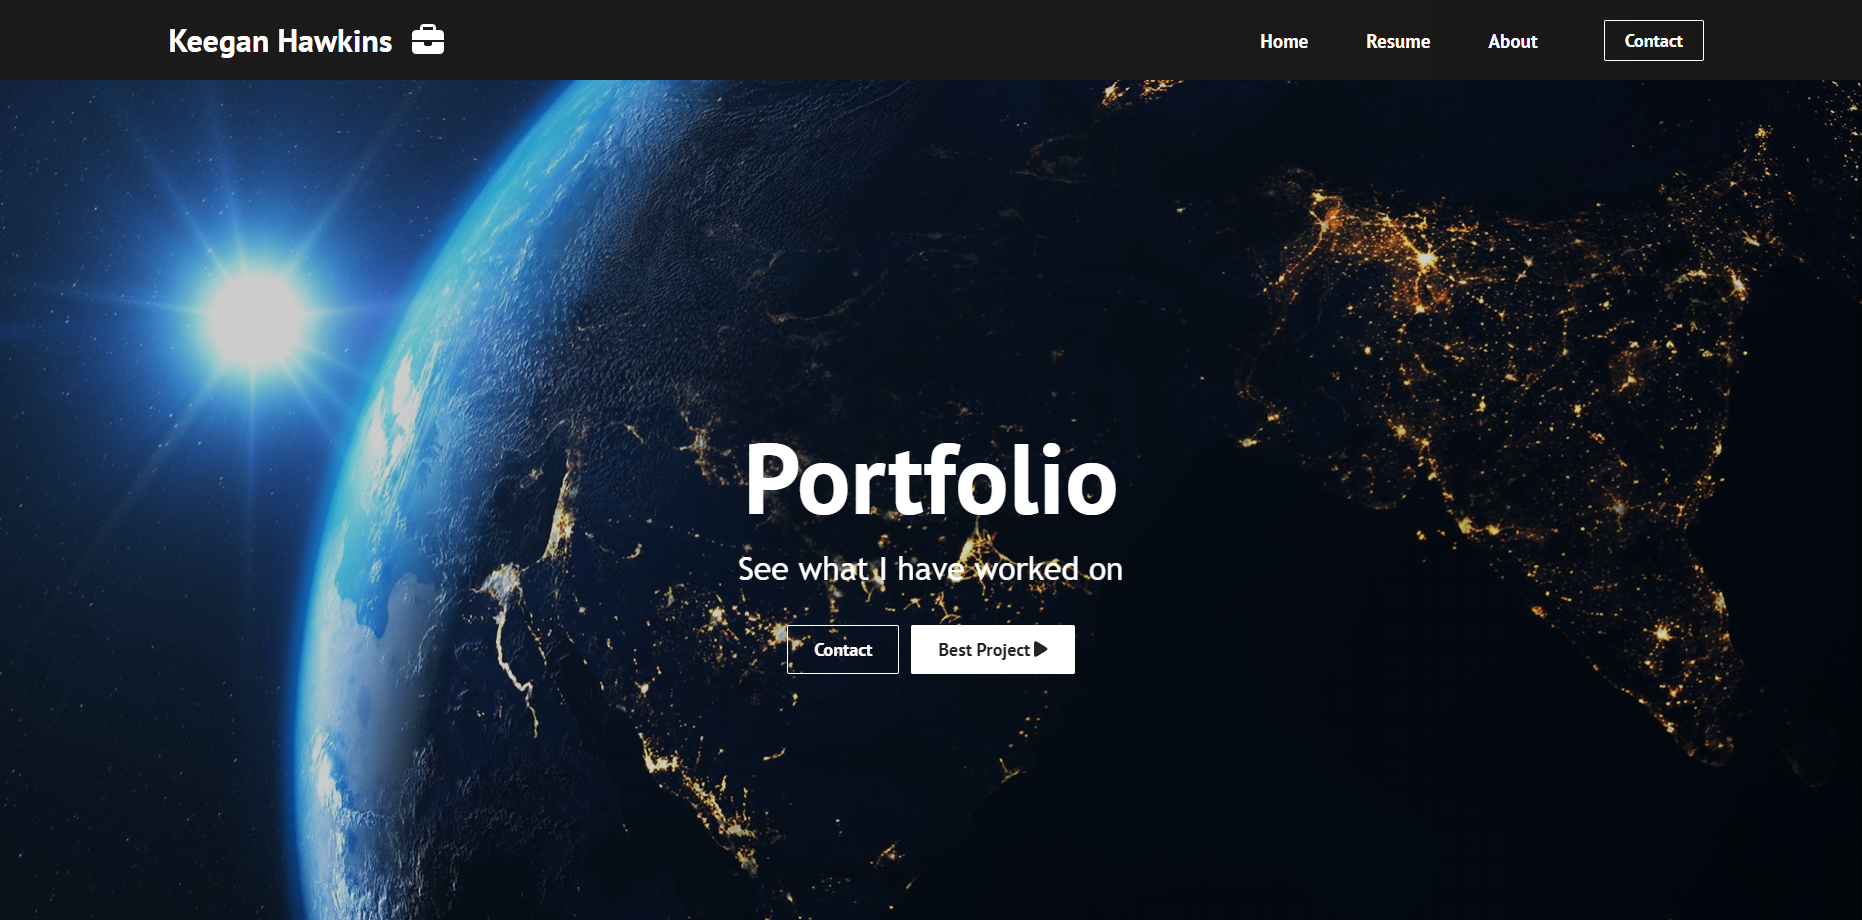 Keegan Hawkins
Home Resume About Contact
Portfolio
See what I have worked on
Contact Best Project